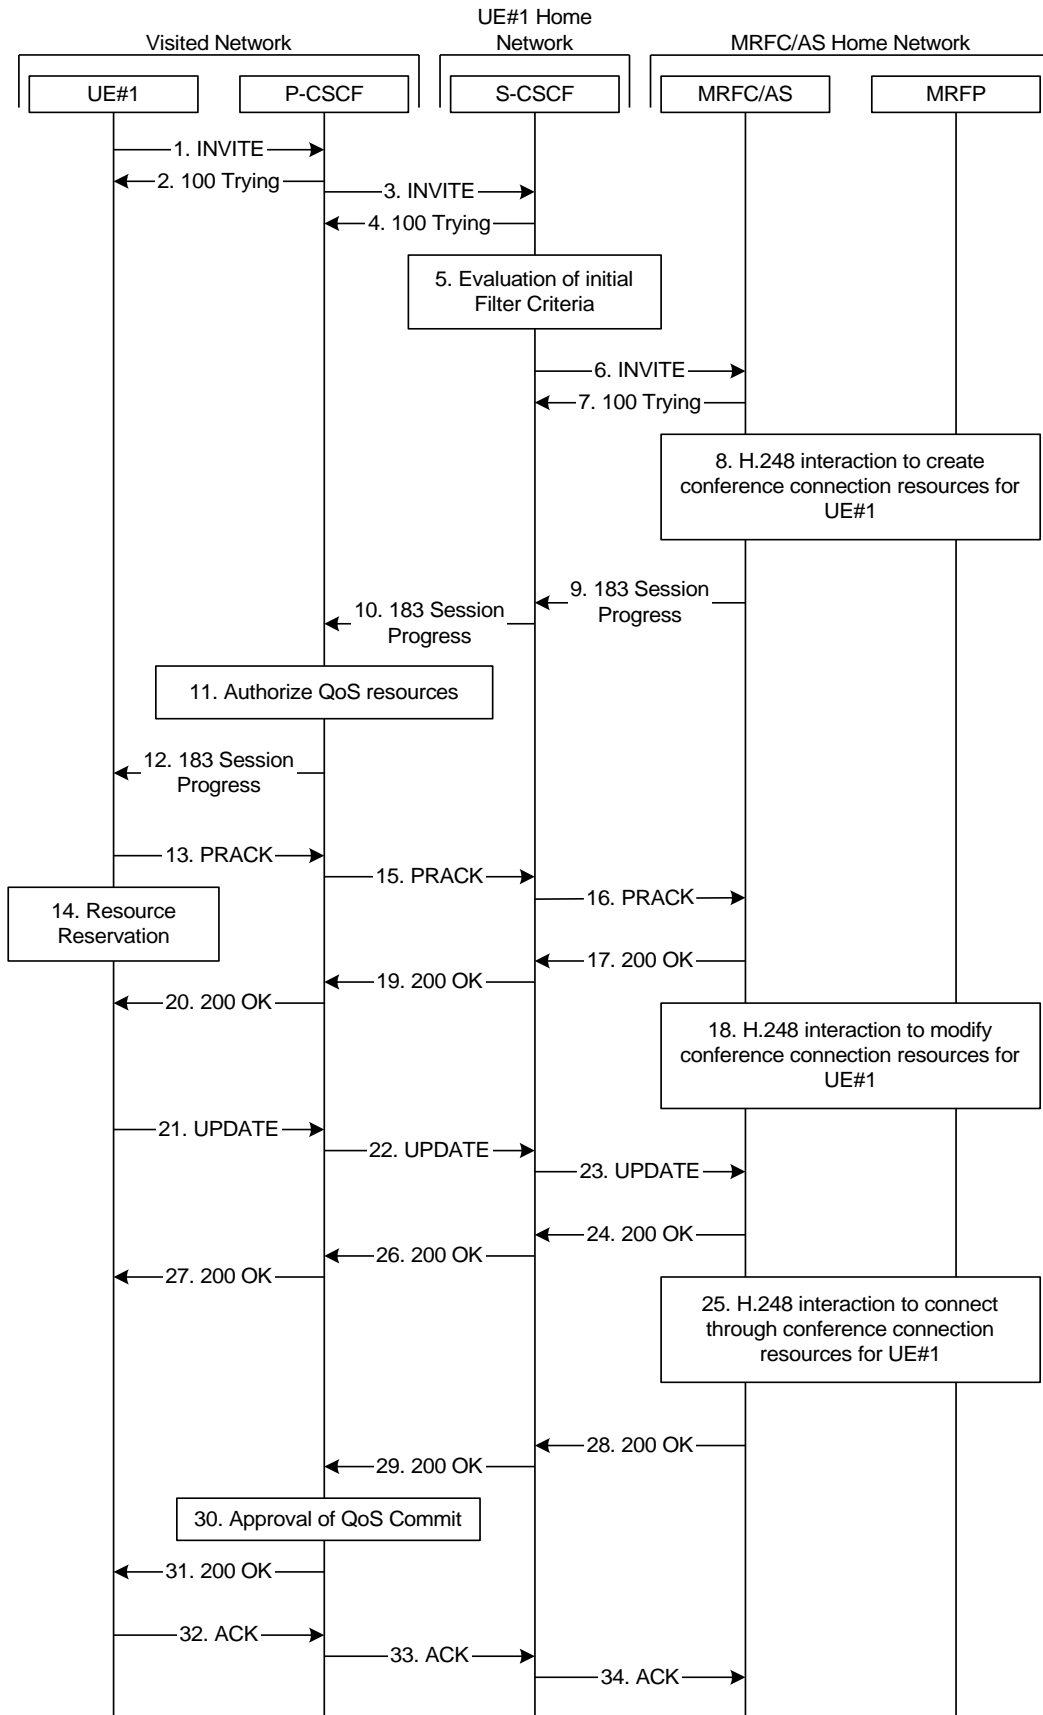 UE#1 Home
Network
Visited Network
MRFC/AS Home Network
UE#1
P-CSCF
S-CSCF
MRFC/AS
MRFP
1. INVITE
2. 100 Trying
3. INVITE
4. 100 Trying
5. Evaluation of initial
Filter Criteria
6. INVITE
7. 100 Trying
8. H.248 interaction to create
conference connection resources for
UE#1
9. 183 Session
Progress
10. 183 Session
Progress
11. Authorize QoS resources
12. 183 Session
Progress
13. PRACK
15. PRACK
16. PRACK
14. Resource
Reservation
17. 200 OK
19. 200 OK
20. 200 OK
18. H.248 interaction to modify
conference connection resources for
UE#1
21. UPDATE
22. UPDATE
23. UPDATE
24. 200 OK
26. 200 OK
27. 200 OK
25. H.248 interaction to connect
through conference connection
resources for UE#1
28. 200 OK
29. 200 OK
30. Approval of QoS Commit
31. 200 OK
32. ACK
33. ACK
34. ACK